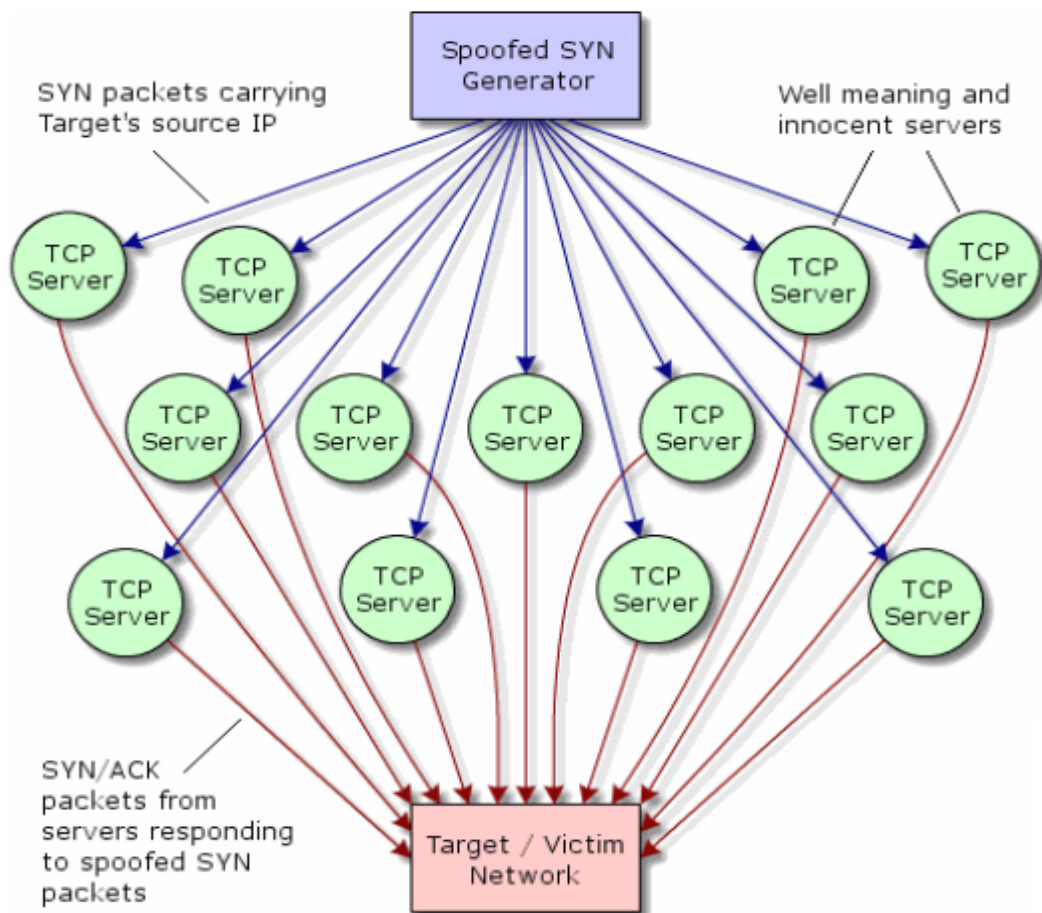 Spoofed SYN
Generator
SYN packets carrying
Target's source IP
Well meaning and
innocent servers
TCP
Server
TCP
Server
TCP
Server
TCP
Server
TCP
Server
TCP
Server
TCP
Server
TCP
Server
TCP
Server
TCP
Server
TCP
Server
TCP
Server
TCP
Server
SYN/ACK
packets from
servers responding
to spoofed SYN
packets
Target / Victim
Network